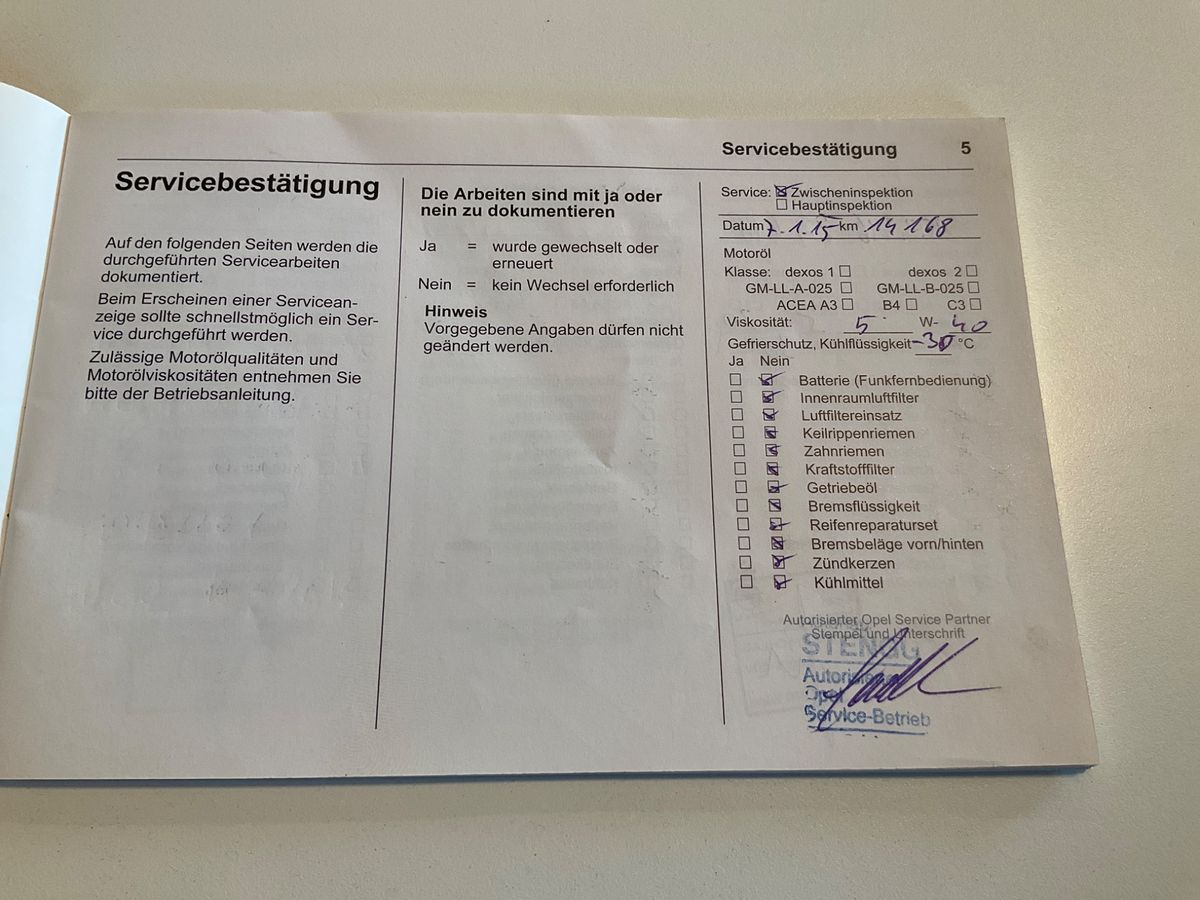 Servicebestätigung 5
Servicebestätigung
Auf den folgenden Seiten werden die
durchgeführten Servicearbeiten
dokumentiert.
Beim Erscheinen einer Servicean-
zeige sollte schnellstmöglich ein Ser-
vice durchgeführt werden.
Zulässige Motorölqualitäten und
Motorölviskositäten entnehmen Sie
bitte der Betriebsanleitung.
Die Arbeiten sind mit ja oder
nein zu dokumentieren
Ja = wurde gewechselt oder
erneuert
Nein = kein Wechsel erforderlich
Hinweis
Vorgegebene Angaben dürfen nicht
geändert werden.
Service: ☒ Zwischeninspektion
☐ Hauptinspektion
Datum 7.1.15 km 14168
Motoröl
Klasse: dexos 1 ☐ dexos 2 ☐
GM-LL-A-025 ☐ GM-LL-B-025 ☐
ACEA A3 ☐ B4 ☐ C3 ☐
Viskosität: 5 W- 40
Gefrierschutz, Kühlflüssigkeit -30 °C
Ja Nein
☐ ☒ Batterie (Funkfernbedienung)
☐ ☒ Innenraumluftfilter
☐ ☒ Luftfiltereinsatz
☐ ☒ Keilrippenriemen
☐ ☒ Zahnriemen
☐ ☒ Kraftstofffilter
☐ ☒ Getriebeöl
☐ ☒ Bremsflüssigkeit
☐ ☒ Reifenreparaturset
☐ ☒ Bremsbeläge vorn/hinten
☐ ☒ Zündkerzen
☐ ☒ Kühlmittel
Autorisierter Opel Service Partner
Stempel und Unterschrift
STENGG
Autorisierter
Opel
Service-Betrieb